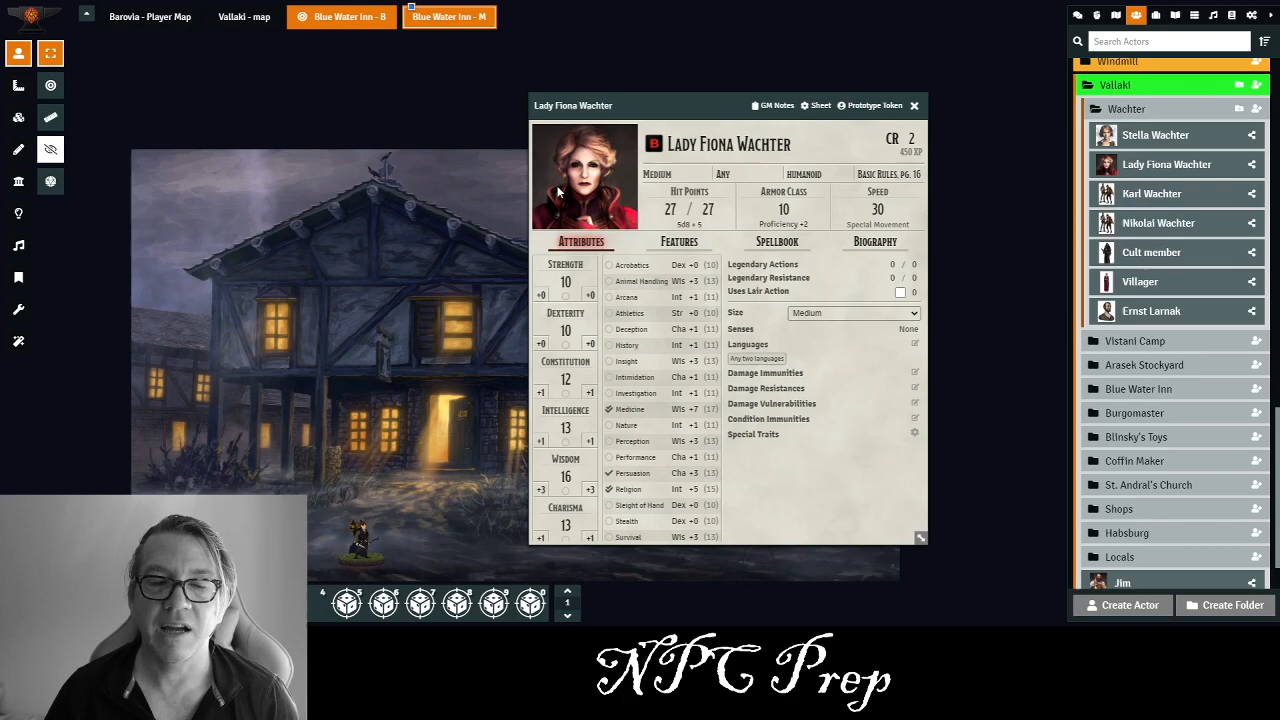 Barovia - Player Map
Vallaki - map
Blue Water Inn - B
Blue Water Inn - M
Search Actors
Windmill
Vallaki
Wachter
Stella Wachter
Lady Fiona Wachter
Karl Wachter
Nikolai Wachter
Cult member
Villager
Ernst Larnak
Vistani Camp
Arasek Stockyard
Blue Water Inn
Burgomaster
Blinsky's Toys
Coffin Maker
St. Andral's Church
Shops
Habsburg
Locals
Jim
Create Actor
Create Folder
Lady Fiona Wachter
GM Notes
Sheet
Prototype Token
B
Lady Fiona Wachter
CR 2
450 XP
Medium
Any
Humanoid
Basic Rules, pg. 16
Hit Points
27 / 27
5d8 + 5
Armor Class
10
Proficiency +2
Speed
30
Special Movement
Attributes
Features
Spellbook
Biography
Strength
10
+0 +0
Dexterity
10
+0 +0
Constitution
12
+1 +1
Intelligence
13
+1 +1
Wisdom
16
+3 +3
Charisma
13
+1 +1
Acrobatics Dex +0 (10)
Animal Handling Wis +3 (13)
Arcana Int +1 (11)
Athletics Str +0 (10)
Deception Cha +1 (11)
History Int +1 (11)
Insight Wis +3 (13)
Intimidation Cha +1 (11)
Investigation Int +1 (11)
Medicine Wis +7 (17)
Nature Int +1 (11)
Perception Wis +3 (13)
Performance Cha +1 (11)
Persuasion Cha +3 (13)
Religion Int +5 (15)
Sleight of Hand Dex +0 (10)
Stealth Dex +0 (10)
Survival Wis +3 (13)
Legendary Actions 0 / 0
Legendary Resistance 0 / 0
Uses Lair Action 0
Size Medium
Senses None
Languages
Any two languages
Damage Immunities
Damage Resistances
Damage Vulnerabilities
Condition Immunities
Special Traits
4 5 6 7 8 9 0
1
NPC Prep